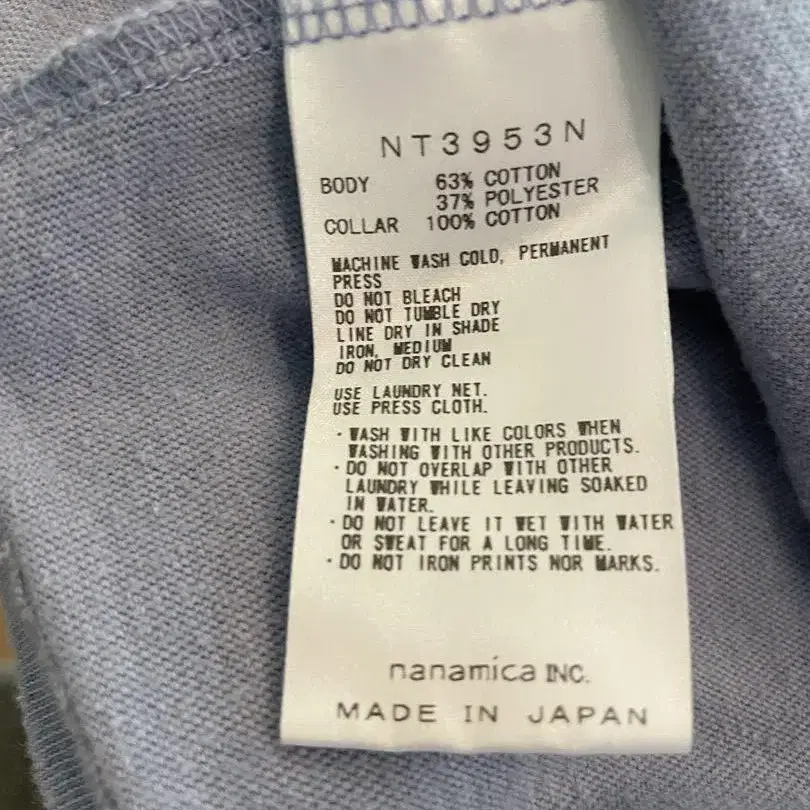 NT3953N
BODY 63% COTTON
37% POLYESTER
COLLAR 100% COTTON
MACHINE WASH COLD, PERMANENT
PRESS
DO NOT BLEACH
DO NOT TUMBLE DRY
LINE DRY IN SHADE
IRON, MEDIUM
DO NOT DRY CLEAN
USE LAUNDRY NET.
USE PRESS CLOTH.
・WASH WITH LIKE COLORS WHEN
WASHING WITH OTHER PRODUCTS.
・DO NOT OVERLAP WITH OTHER
LAUNDRY WHILE LEAVING SOAKED
IN WATER.
・DO NOT LEAVE IT WET WITH WATER
OR SWEAT FOR A LONG TIME.
・DO NOT IRON PRINTS NOR MARKS.
nanamica INC.
MADE IN JAPAN